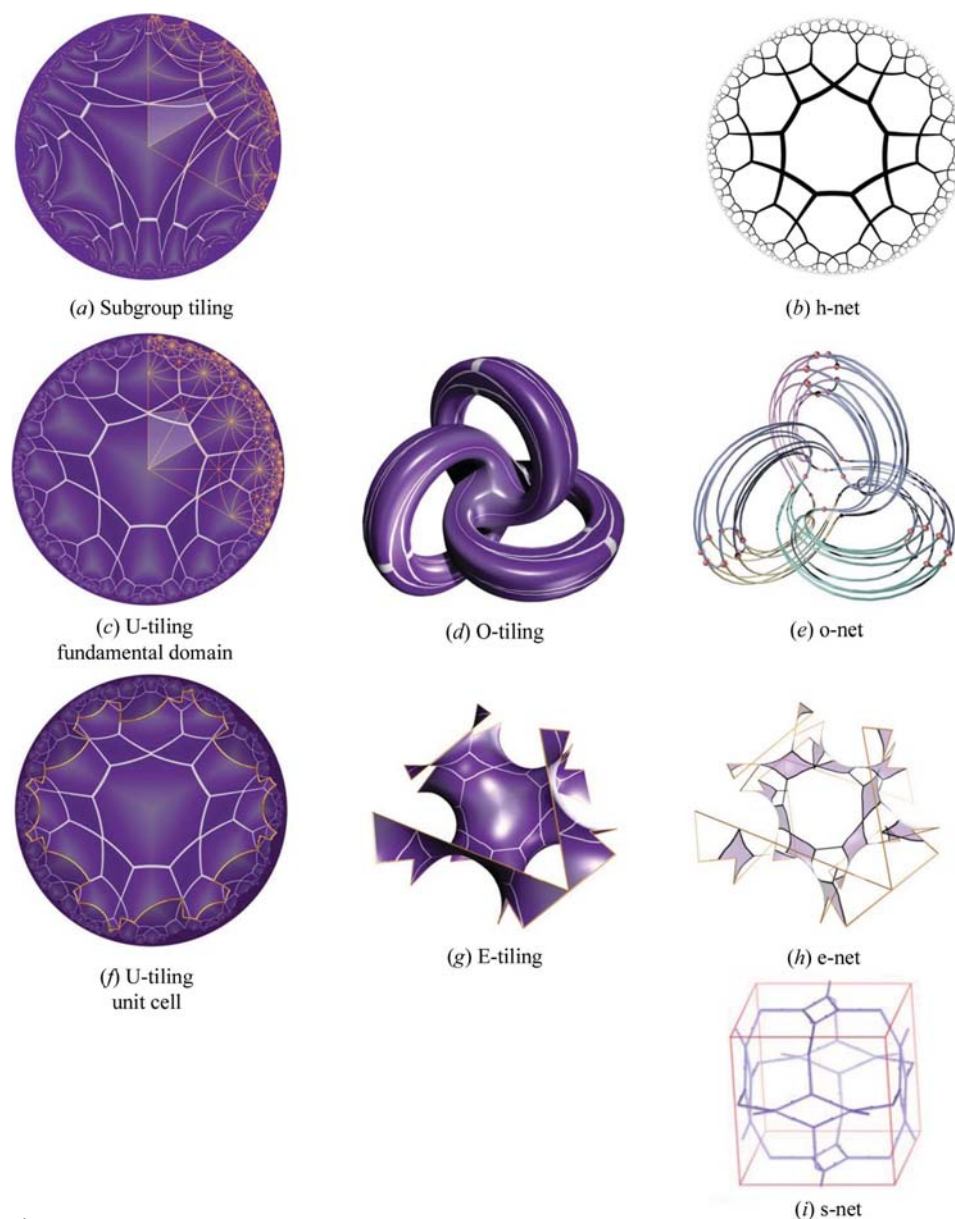 (a) Subgroup tiling
(b) h-net
(c) U-tiling
fundamental domain
(d) O-tiling
(e) o-net
(f) U-tiling
unit cell
(g) E-tiling
(h) e-net
(i) s-net